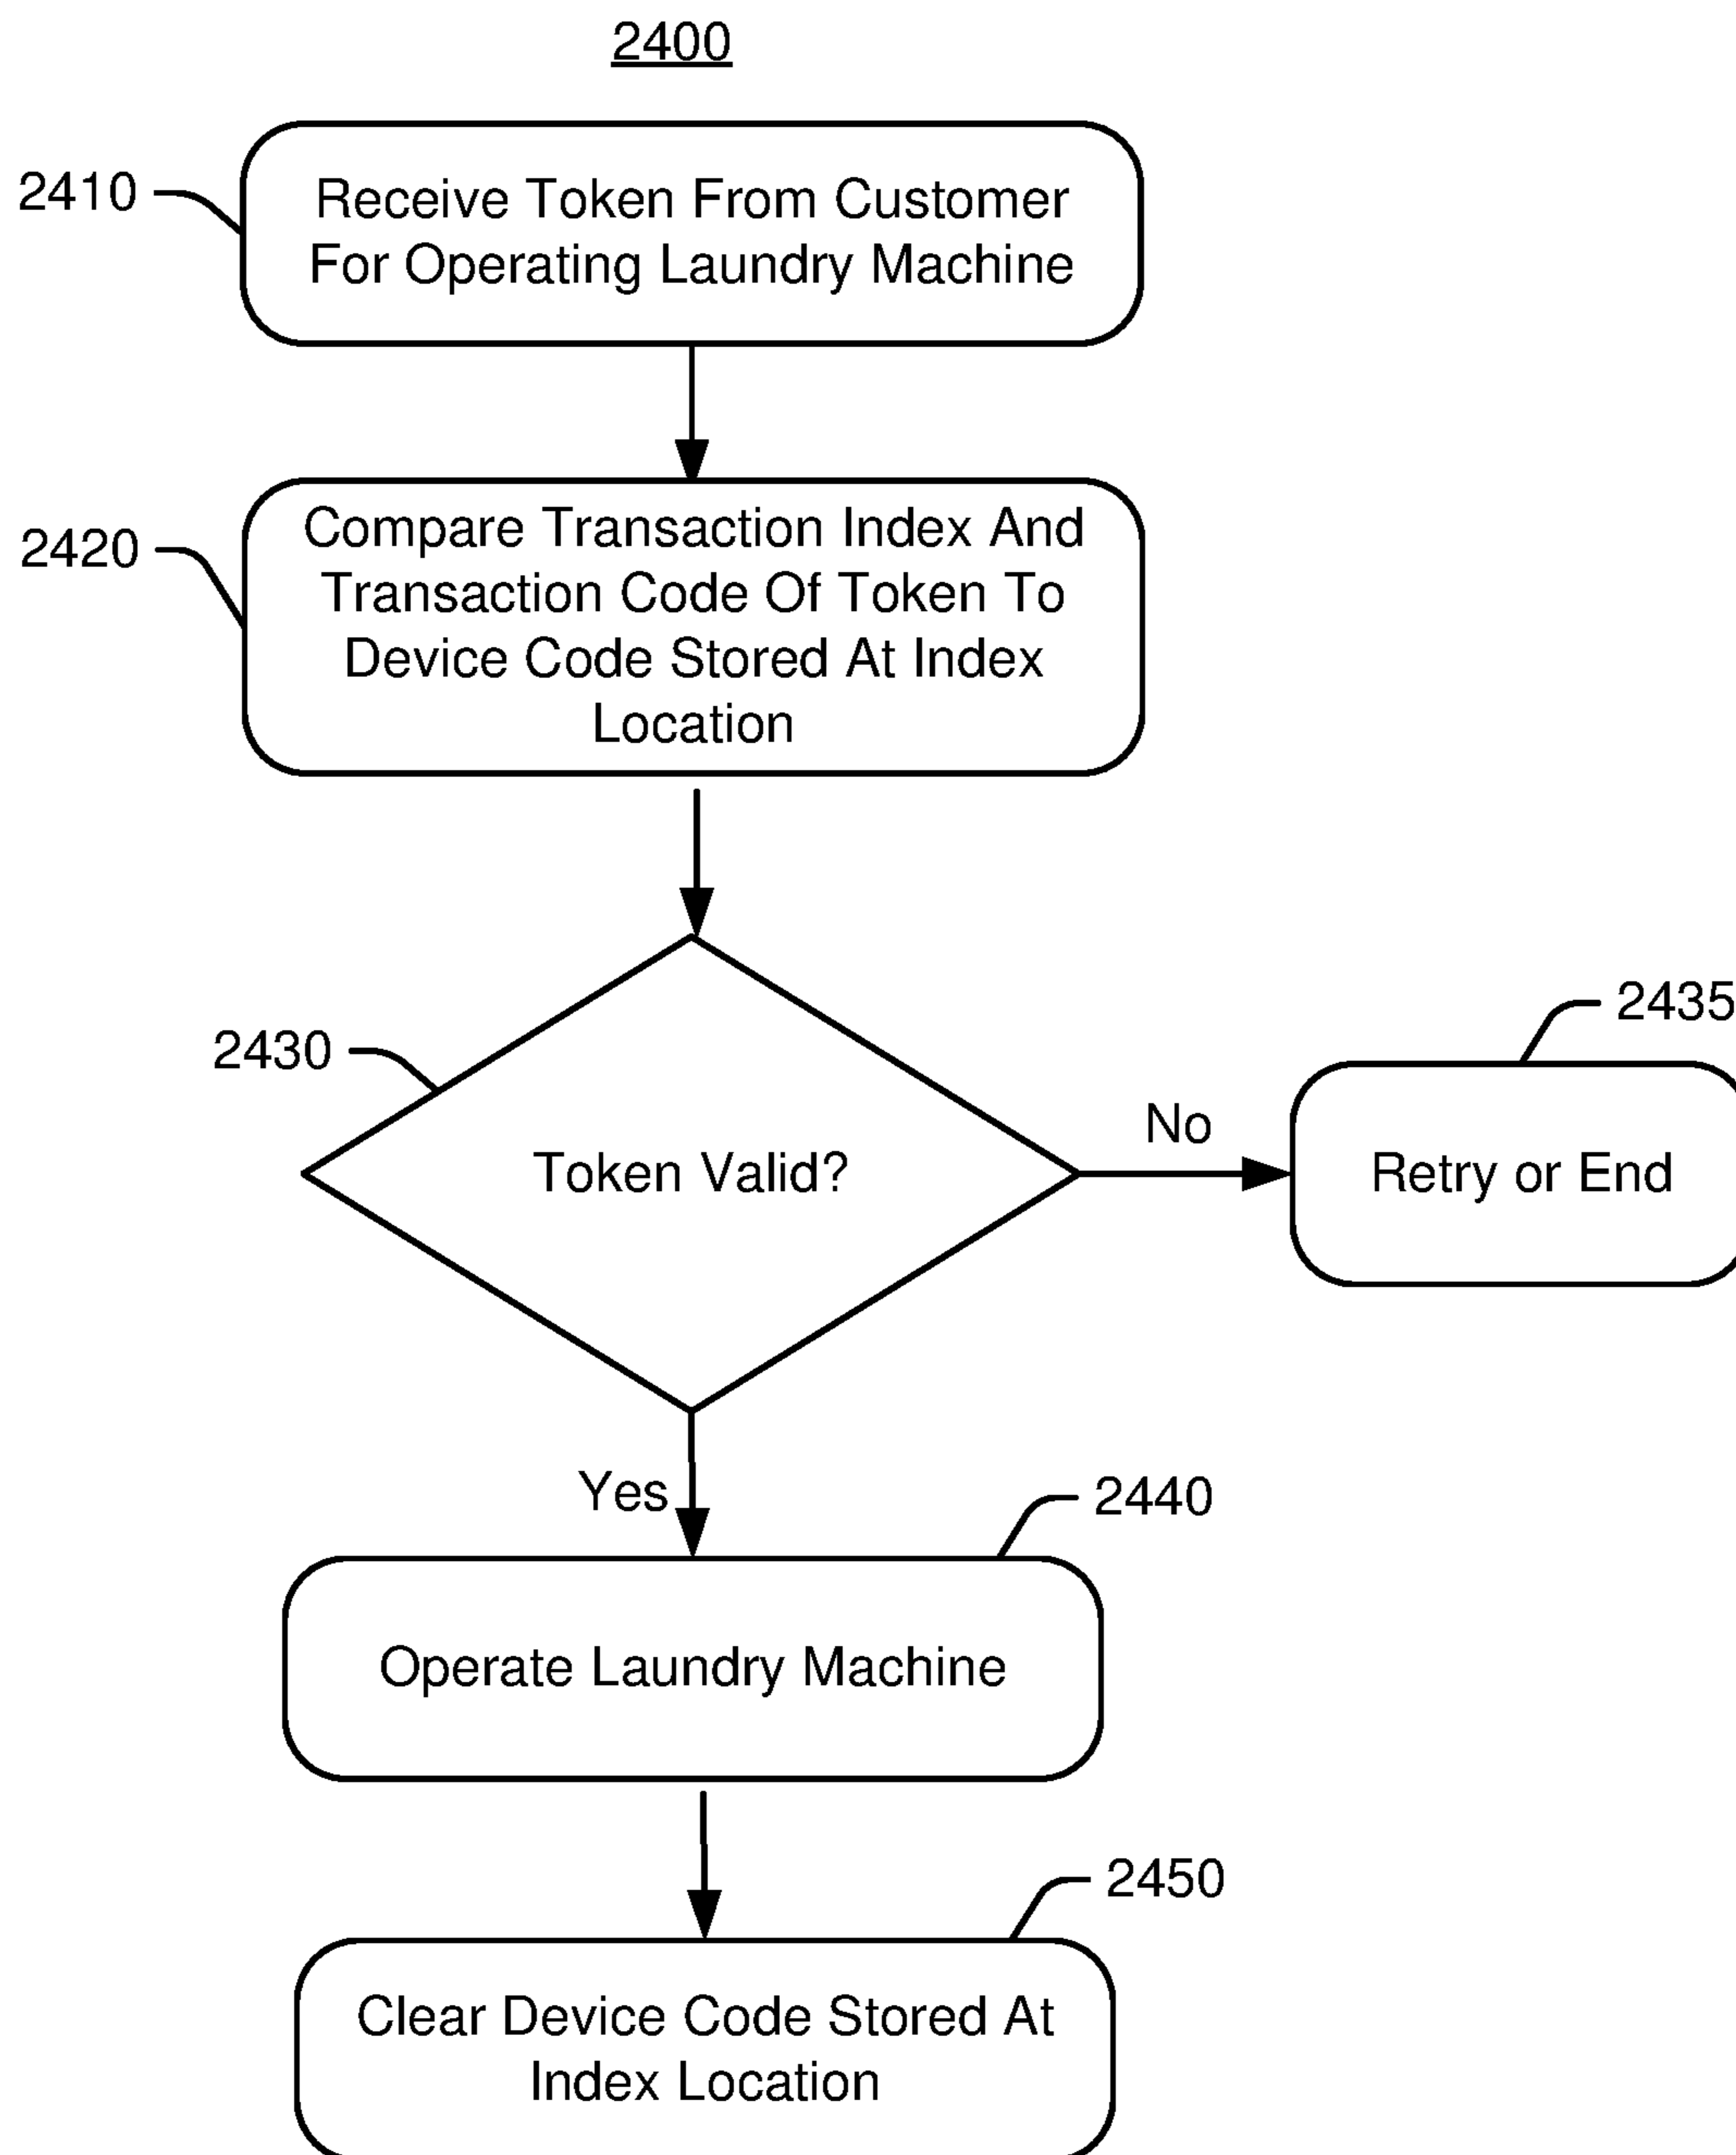 2400
2410
Receive Token From Customer
For Operating Laundry Machine
2420
Compare Transaction Index And
Transaction Code Of Token To
Device Code Stored At Index
Location
2430
Token Valid?
No
2435
Retry or End
Yes
2440
Operate Laundry Machine
2450
Clear Device Code Stored At
Index Location